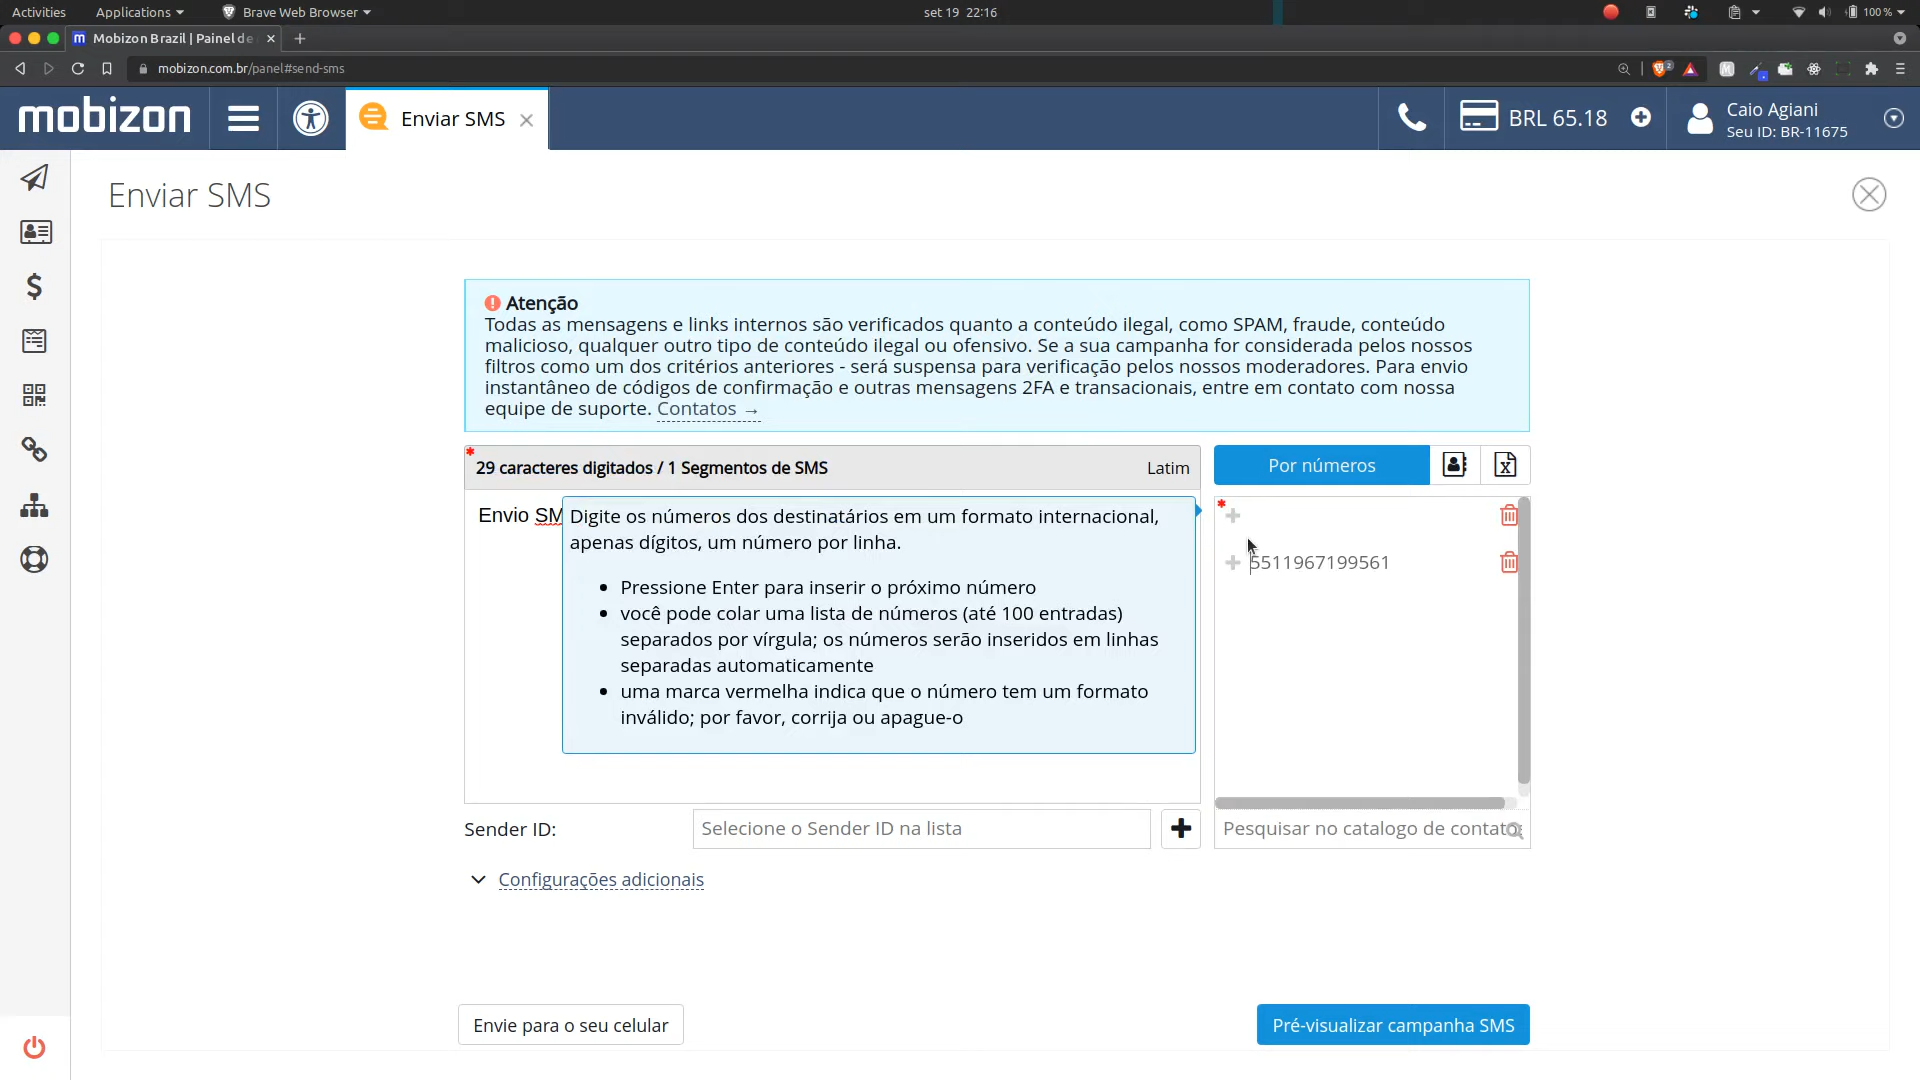 Activities Applications Brave Web Browser set 19 22:16 100 %
m Mobizon Brazil | Painel de
mobizon.com.br/panel#send-sms 2
mobizon Enviar SMS BRL 65.18 Caio Agiani
Seu ID: BR-11675
Enviar SMS
Atenção
Todas as mensagens e links internos são verificados quanto a conteúdo ilegal, como SPAM, fraude, conteúdo
malicioso, qualquer outro tipo de conteúdo ilegal ou ofensivo. Se a sua campanha for considerada pelos nossos
filtros como um dos critérios anteriores - será suspensa para verificação pelos nossos moderadores. Para envio
instantâneo de códigos de confirmação e outras mensagens 2FA e transacionais, entre em contato com nossa
equipe de suporte. Contatos →
* 29 caracteres digitados / 1 Segmentos de SMS Latim
Por números
Envio SM
Digite os números dos destinatários em um formato internacional,
apenas dígitos, um número por linha.
• Pressione Enter para inserir o próximo número
• você pode colar uma lista de números (até 100 entradas)
separados por vírgula; os números serão inseridos em linhas
separadas automaticamente
• uma marca vermelha indica que o número tem um formato
inválido; por favor, corrija ou apague-o
*
5511967199561
Sender ID: Selecione o Sender ID na lista
Pesquisar no catalogo de contato
Configurações adicionais
Envie para o seu celular
Pré-visualizar campanha SMS